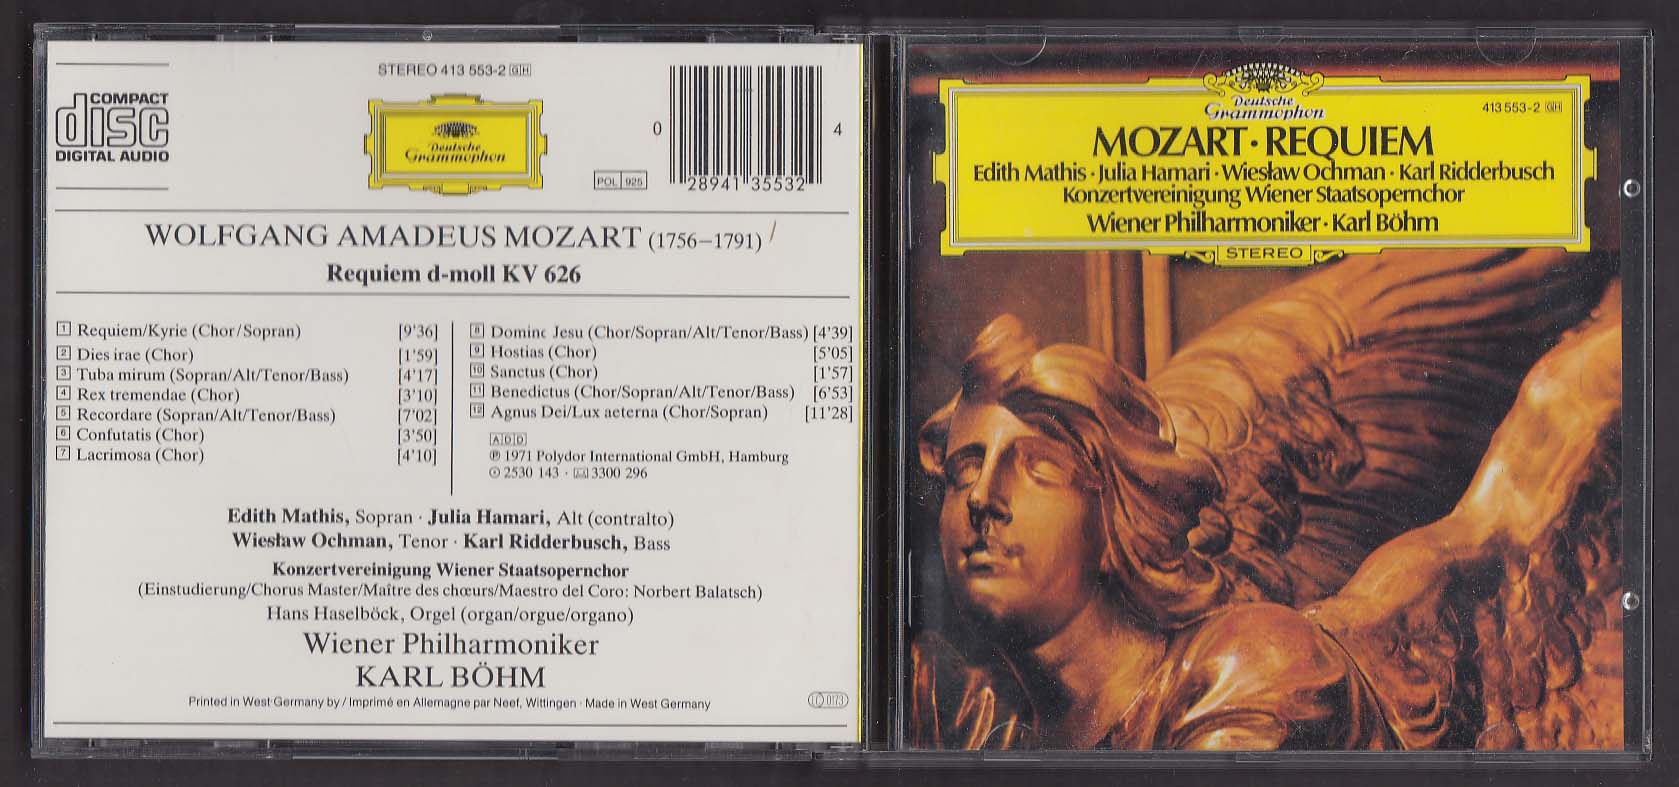 STEREO 413 553-2 GH
COMPACT
disc
DIGITAL AUDIO
Deutsche
Grammophon
POL 925
0 28941 35532 4
WOLFGANG AMADEUS MOZART (1756–1791)
Requiem d-moll KV 626
1 Requiem/Kyrie (Chor/Sopran) [9'36]
2 Dies irae (Chor) [1'59]
3 Tuba mirum (Sopran/Alt/Tenor/Bass) [4'17]
4 Rex tremendae (Chor) [3'10]
5 Recordare (Sopran/Alt/Tenor/Bass) [7'02]
6 Confutatis (Chor) [3'50]
7 Lacrimosa (Chor) [4'10]
8 Domine Jesu (Chor/Sopran/Alt/Tenor/Bass) [4'39]
9 Hostias (Chor) [5'05]
10 Sanctus (Chor) [1'57]
11 Benedictus (Chor/Sopran/Alt/Tenor/Bass) [6'53]
12 Agnus Dei/Lux aeterna (Chor/Sopran) [11'28]
ADD
℗ 1971 Polydor International GmbH, Hamburg
2530 143 · 3300 296
Edith Mathis, Sopran · Julia Hamari, Alt (contralto)
Wiesław Ochman, Tenor · Karl Ridderbusch, Bass
Konzertvereinigung Wiener Staatsopernchor
(Einstudierung/Chorus Master/Maître des chœurs/Maestro del Coro: Norbert Balatsch)
Hans Haselböck, Orgel (organ/orgue/organo)
Wiener Philharmoniker
KARL BÖHM
Printed in West Germany by / Imprimé en Allemagne par Neef, Wittingen · Made in West Germany
LC 0173
Deutsche
Grammophon
413 553-2 GH
MOZART · REQUIEM
Edith Mathis · Julia Hamari · Wiesław Ochman · Karl Ridderbusch
Konzertvereinigung Wiener Staatsopernchor
Wiener Philharmoniker · Karl Böhm
STEREO